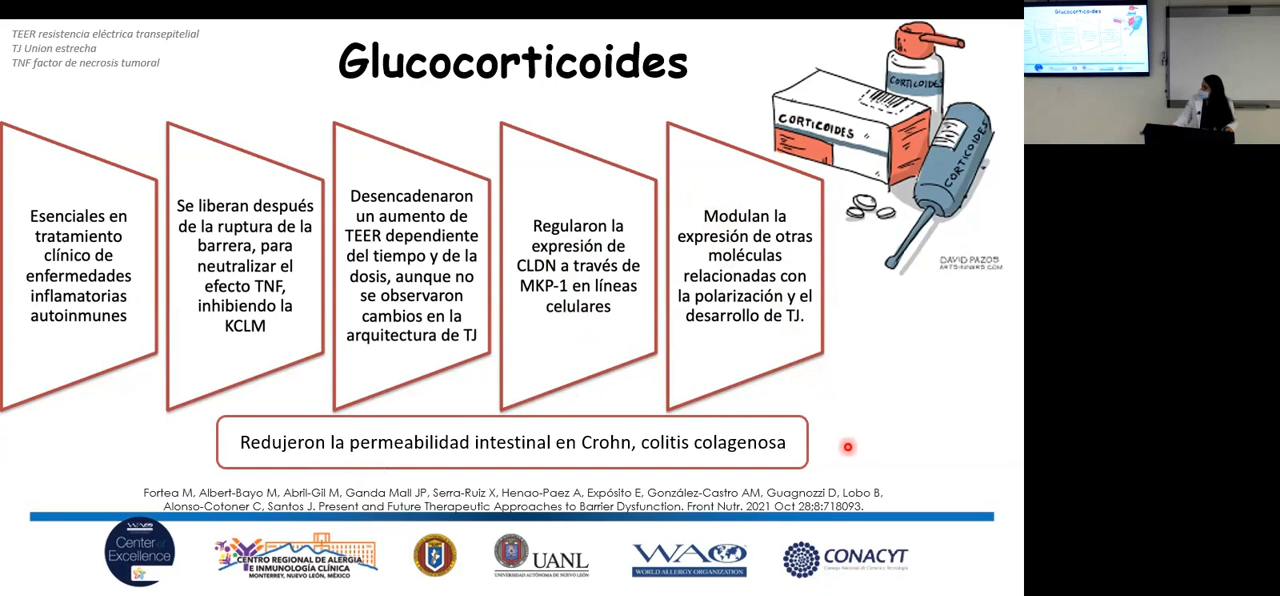 TEER resistencia eléctrica transepitelial
TJ Union estrecha
TNF factor de necrosis tumoral
Glucocorticoides
CORTICOIDES
CORTICOIDES
CORTICOIDES
DAVID PAZOS
Esenciales en
tratamiento
clínico de
enfermedades
inflamatorias
autoinmunes
Se liberan después
de la ruptura de la
barrera, para
neutralizar el
efecto TNF,
inhibiendo la
KCLM
Desencadenaron
un aumento de
TEER dependiente
del tiempo y de la
dosis, aunque no
se observaron
cambios en la
arquitectura de TJ
Regularon la
expresión de
CLDN a través de
MKP-1 en líneas
celulares
Modulan la
expresión de otras
moléculas
relacionadas con
la polarización y el
desarrollo de TJ.
Redujeron la permeabilidad intestinal en Crohn, colitis colagenosa
Fortea M, Albert-Bayo M, Abril-Gil M, Ganda Mall JP, Serra-Ruiz X, Henao-Paez A, Expósito E, González-Castro AM, Guagnozzi D, Lobo B,
Alonso-Cotoner C, Santos J. Present and Future Therapeutic Approaches to Barrier Dysfunction. Front Nutr. 2021 Oct 28;8:718093.
Center of
Excellence
CENTRO REGIONAL DE ALERGIA
E INMUNOLOGÍA CLÍNICA
MONTERREY, NUEVO LEÓN, MÉXICO
UANL
UNIVERSIDAD AUTÓNOMA DE NUEVO LEÓN
WAO
WORLD ALLERGY ORGANIZATION
CONACYT
Consejo Nacional de Ciencia y Tecnología
Glucocorticoides